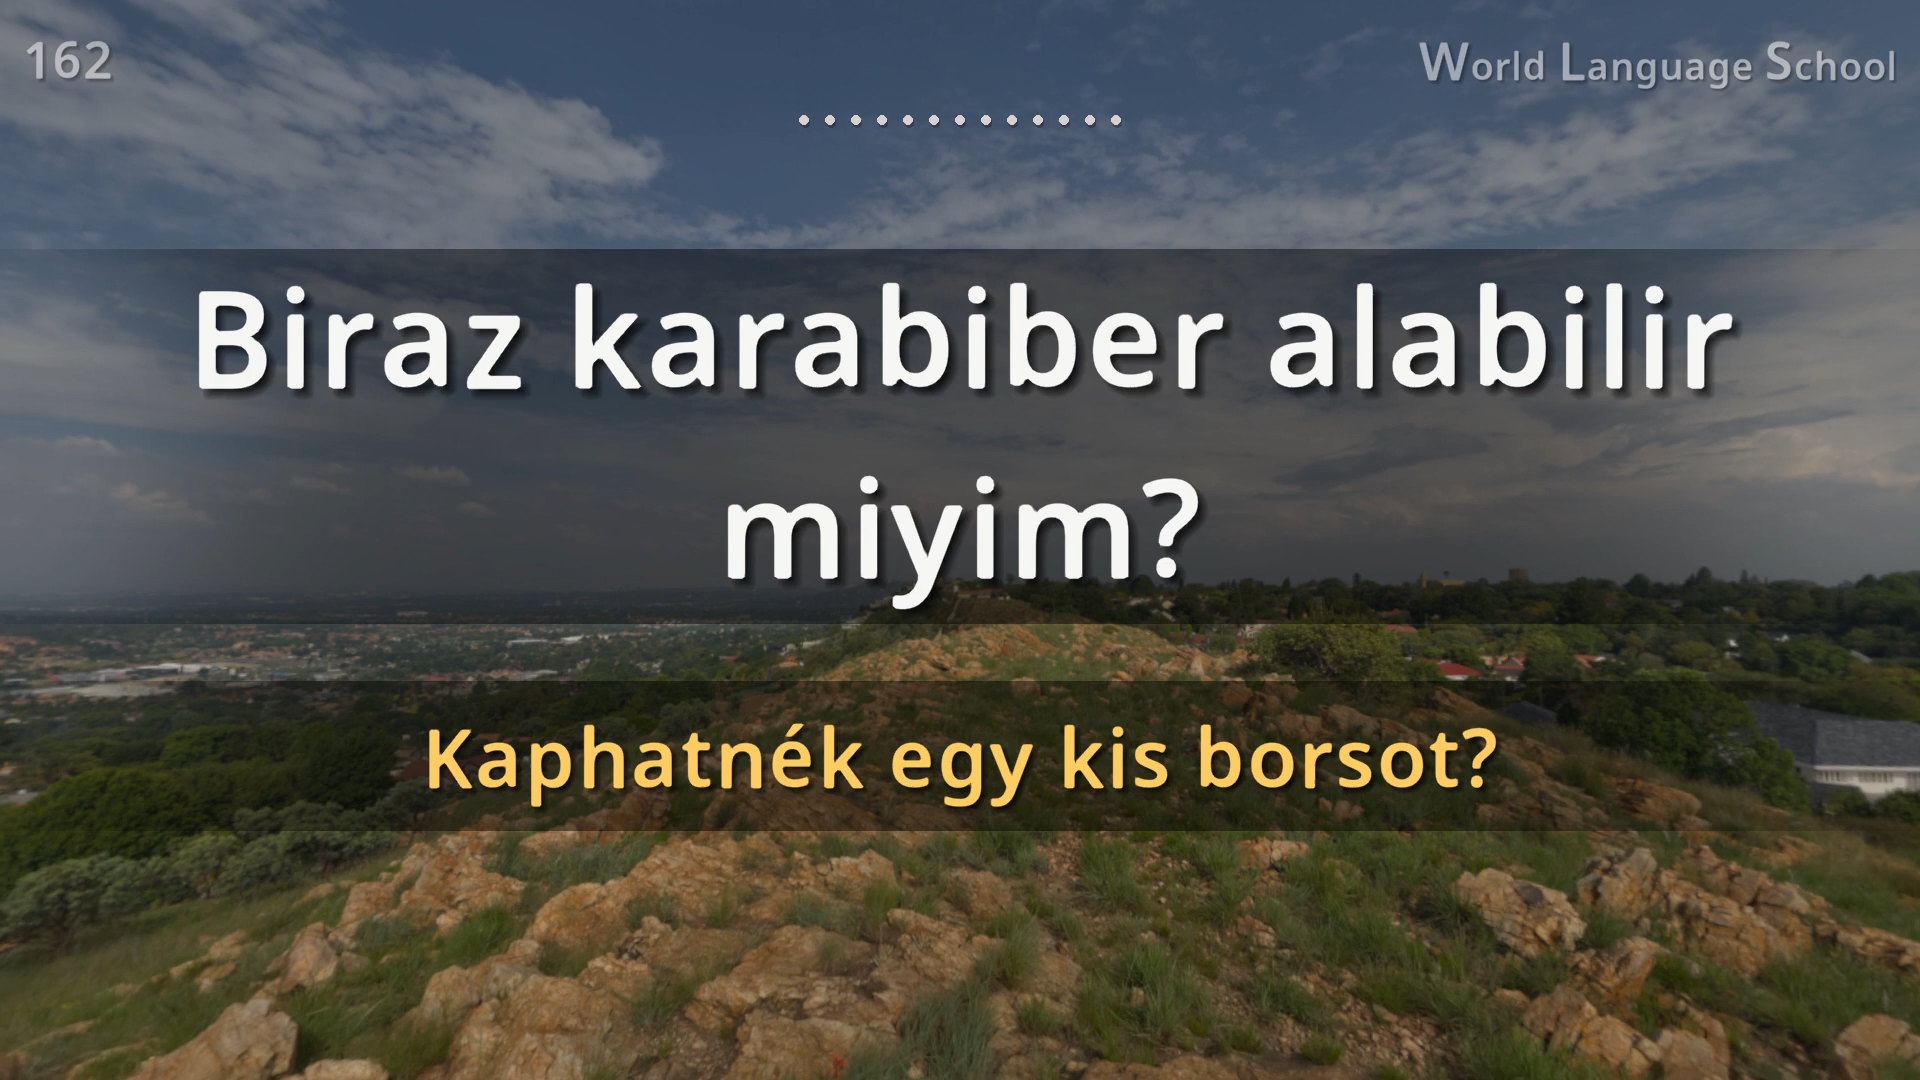 162
World Language School
Biraz karabiber alabilir
miyim?
Kaphatnék egy kis borsot?